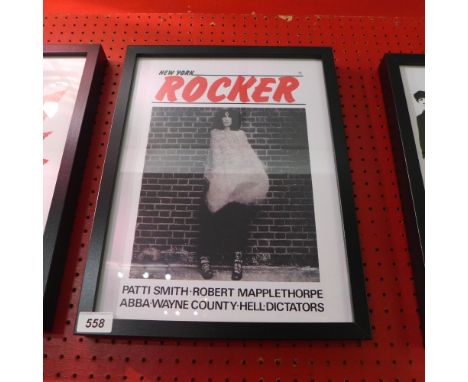 NEW YORK
ROCKER
PATTI SMITH·ROBERT MAPPLETHORPE
ABBA·WAYNE COUNTY·HELL·DICTATORS
558